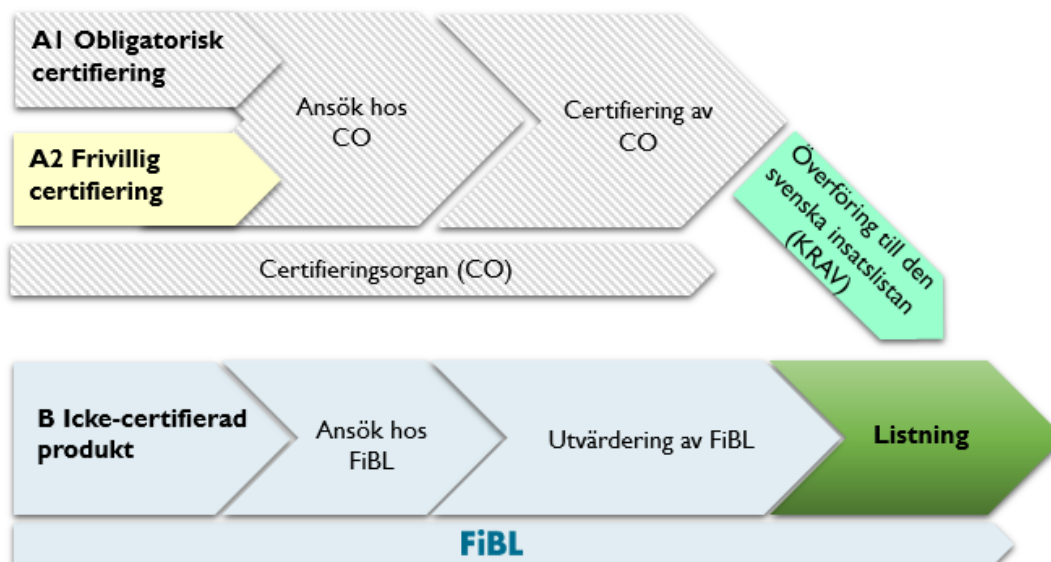 A1 Obligatorisk
certifiering
Ansök hos
CO
Certifiering av
CO
A2 Frivillig
certifiering
Överföring till den
svenska insatslistan
(KRAV)
Certifieringsorgan (CO)
B Icke-certifierad
produkt
Ansök hos
FiBL
Utvärdering av FiBL
Listning
FiBL